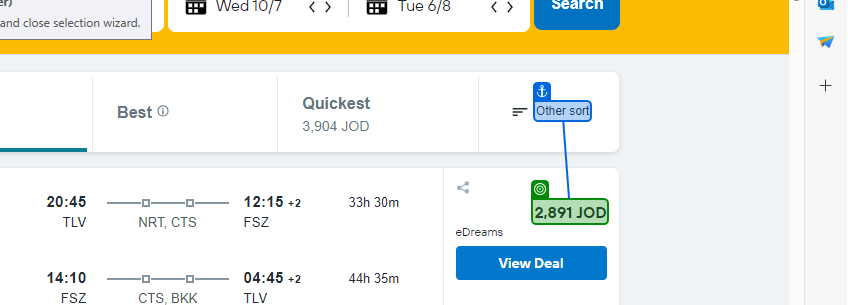 and close selection wizard.
Wed 10/7
Tue 6/8
Search
Best
Quickest
3,904 JOD
Other sort
20:45
12:15 +2
33h 30m
TLV
NRT, CTS
FSZ
2,891 JOD
eDreams
View Deal
14:10
04:45 +2
44h 35m
FSZ
CTS, BKK
TLV